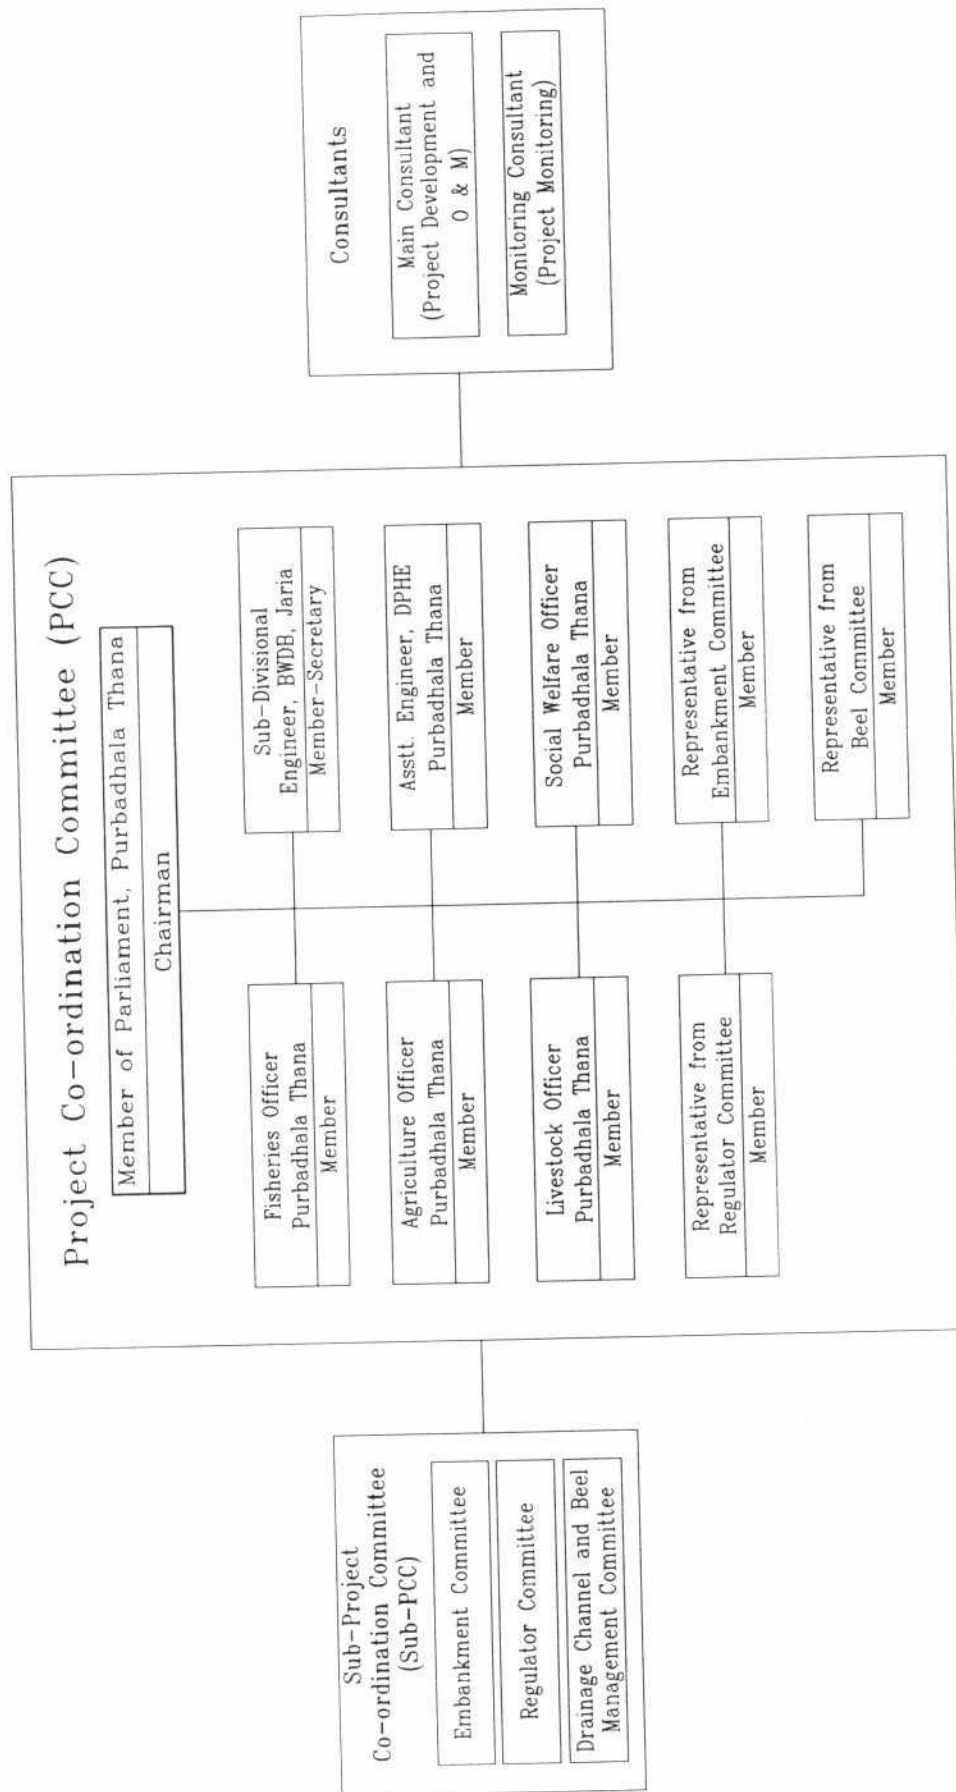 Project Co-ordination Committee (PCC)
Member of Parliament, Purbadhala Thana
Chairman
Fisheries Officer
Purbadhala Thana
Member
Sub-Divisional
Engineer, BWDB, Jaria
Member-Secretary
Agriculture Officer
Purbadhala Thana
Member
Asstt. Engineer, DPHE
Purbadhala Thana
Member
Livestock Officer
Purbadhala Thana
Member
Social Welfare Officer
Purbadhala Thana
Member
Representative from
Regulator Committee
Member
Representative from
Embankment Committee
Member
Representative from
Beel Committee
Member
Sub-Project
Co-ordination Committee
(Sub-PCC)
Embankment Committee
Regulator Committee
Drainage Channel and Beel
Management Committee
Consultants
Main Consultant
(Project Development and
O & M)
Monitoring Consultant
(Project Monitoring)